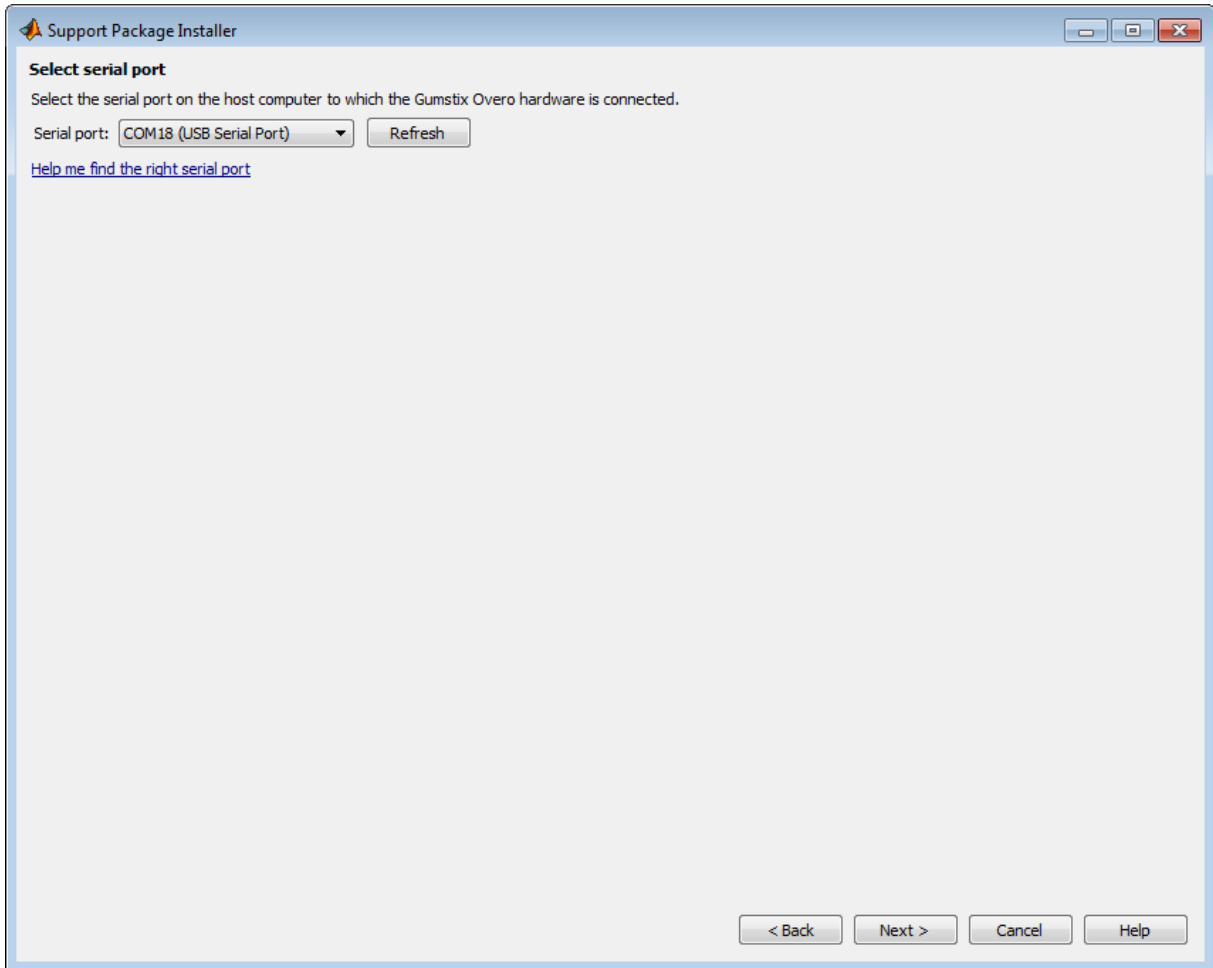 Support Package Installer
Select serial port
Select the serial port on the host computer to which the Gumstix Overo hardware is connected.
Serial port: COM18 (USB Serial Port) Refresh
Help me find the right serial port
< Back Next > Cancel Help